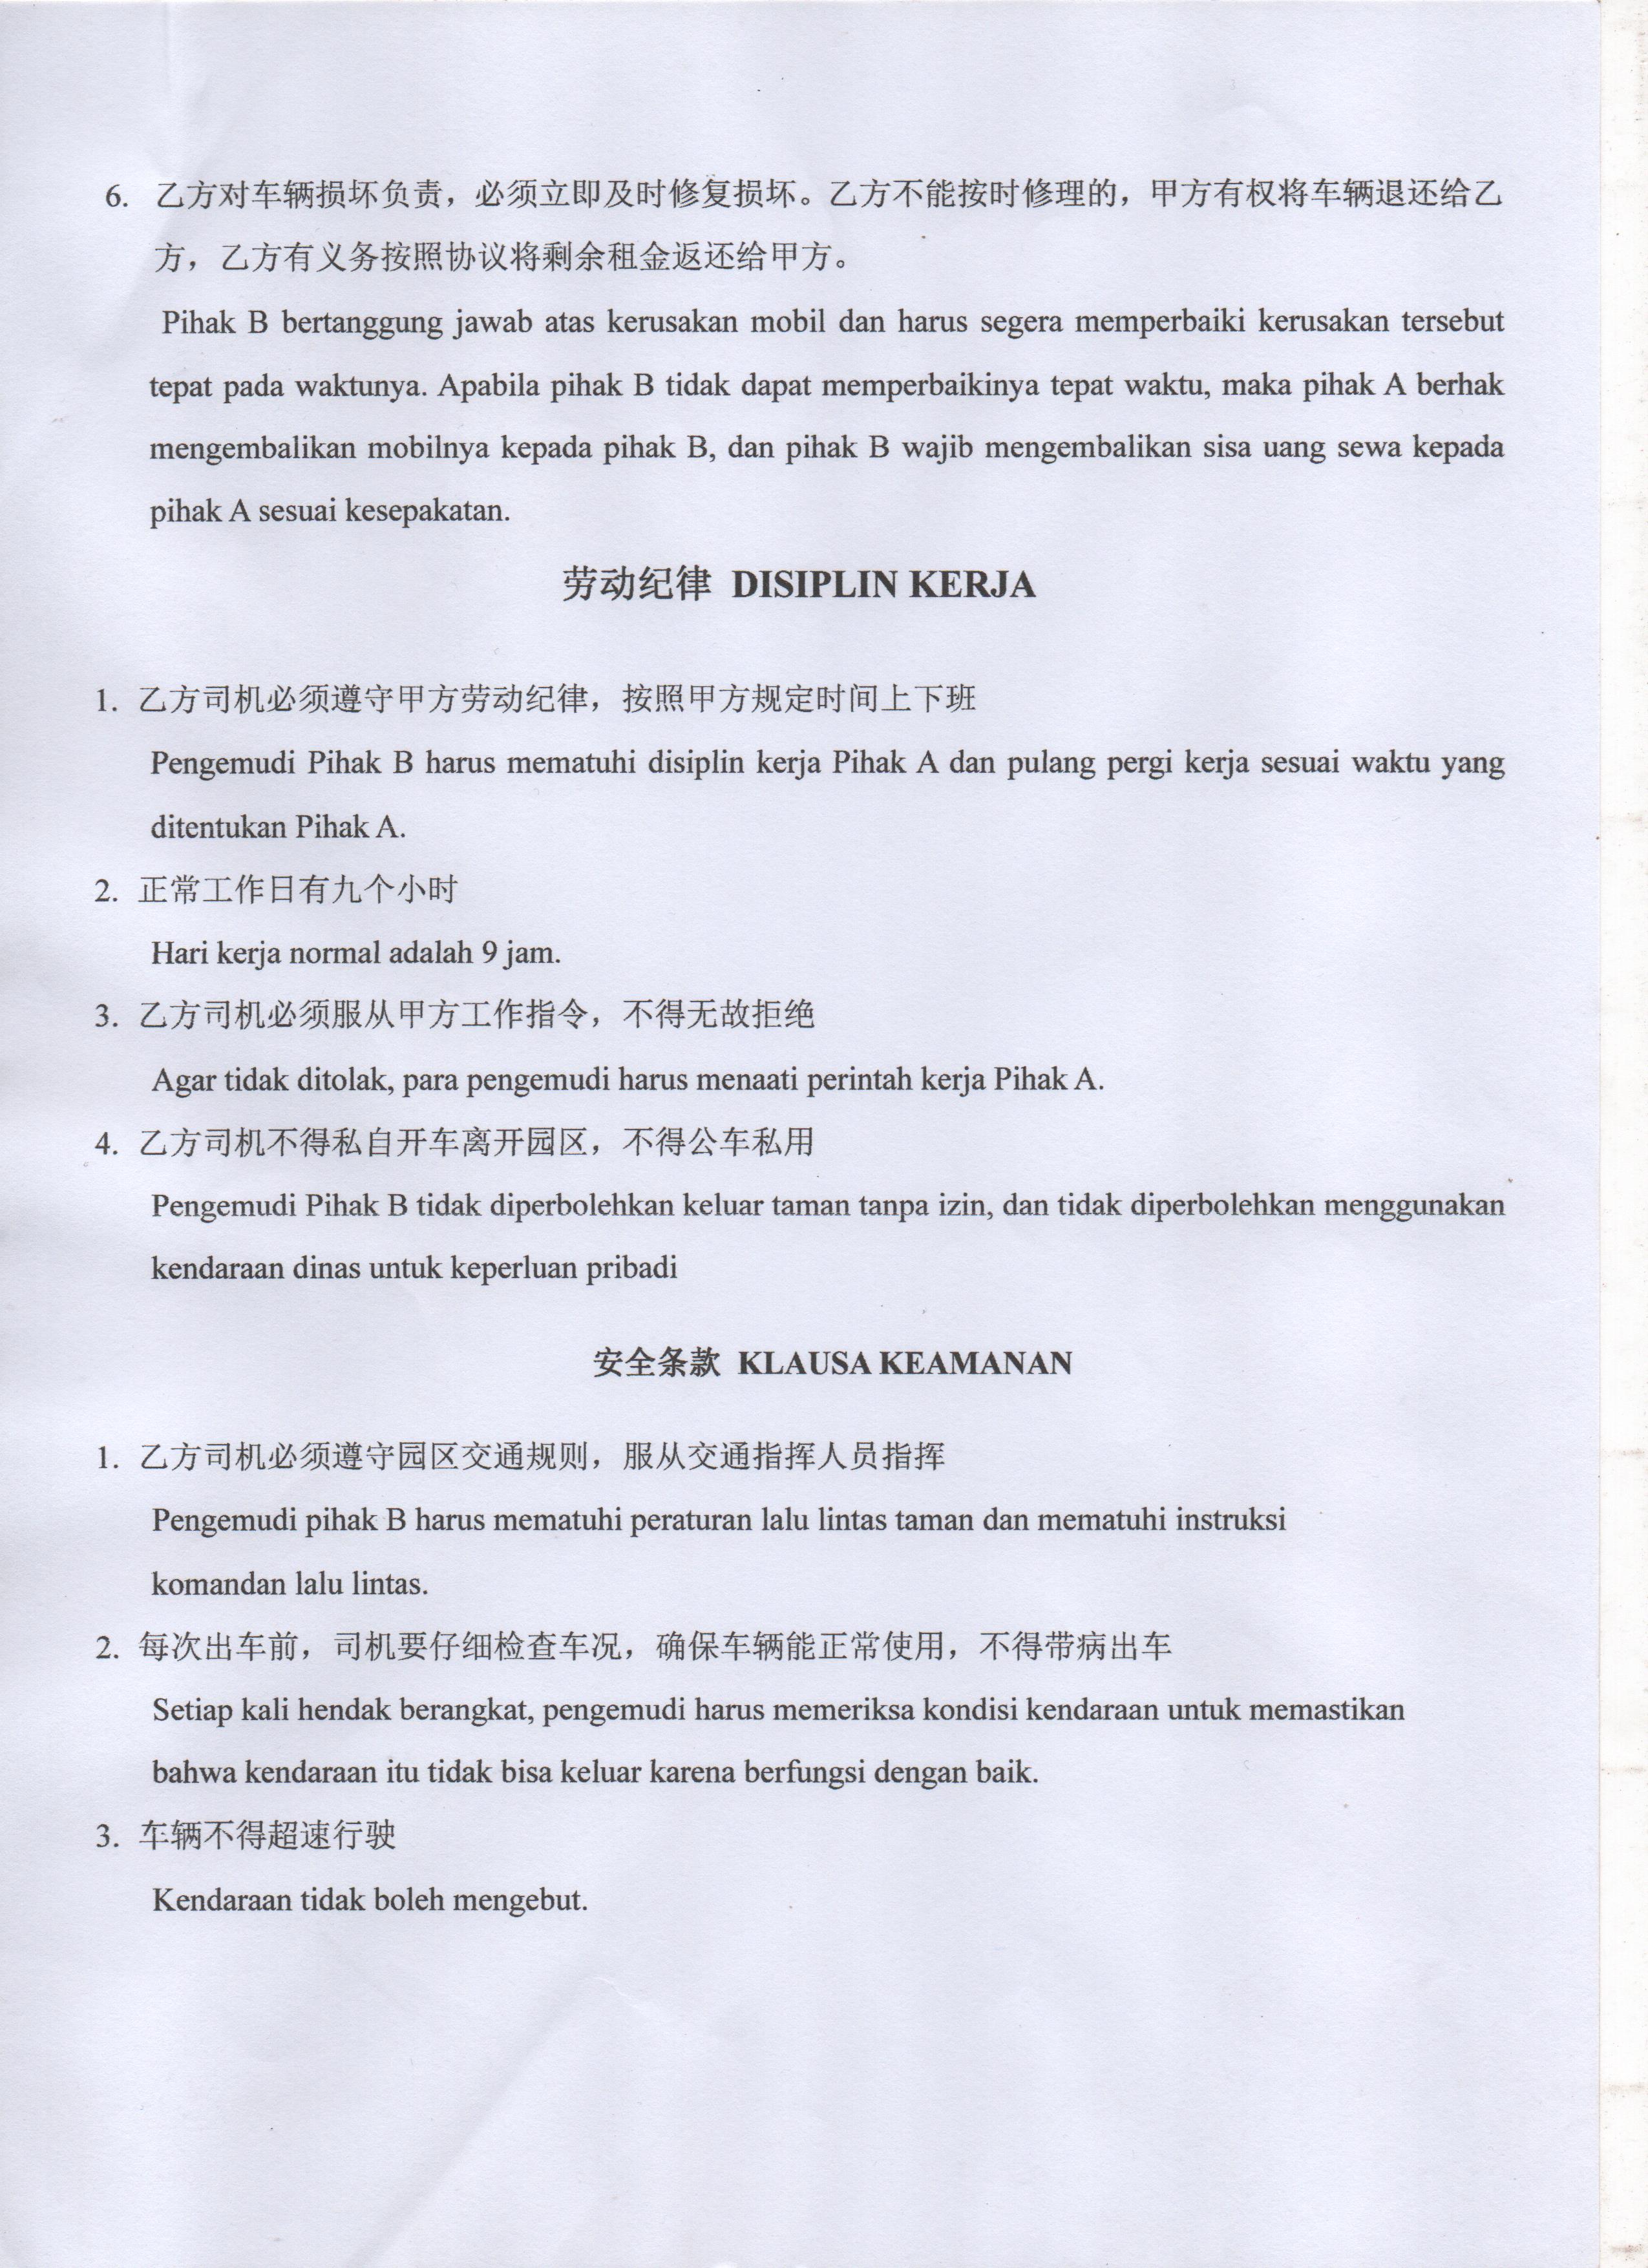 6. 乙方对车辆损坏负责，必须立即及时修复损坏。乙方不能按时修理的，甲方有权将车辆退还给乙
方，乙方有义务按照协议将剩余租金返还给甲方。
Pihak B bertanggung jawab atas kerusakan mobil dan harus segera memperbaiki kerusakan tersebut
tepat pada waktunya. Apabila pihak B tidak dapat memperbaikinya tepat waktu, maka pihak A berhak
mengembalikan mobilnya kepada pihak B, dan pihak B wajib mengembalikan sisa uang sewa kepada
pihak A sesuai kesepakatan.
劳动纪律 DISIPLIN KERJA
1. 乙方司机必须遵守甲方劳动纪律，按照甲方规定时间上下班
Pengemudi Pihak B harus mematuhi disiplin kerja Pihak A dan pulang pergi kerja sesuai waktu yang
ditentukan Pihak A.
2. 正常工作日有九个小时
Hari kerja normal adalah 9 jam.
3. 乙方司机必须服从甲方工作指令，不得无故拒绝
Agar tidak ditolak, para pengemudi harus menaati perintah kerja Pihak A.
4. 乙方司机不得私自开车离开园区，不得公车私用
Pengemudi Pihak B tidak diperbolehkan keluar taman tanpa izin, dan tidak diperbolehkan menggunakan
kendaraan dinas untuk keperluan pribadi
安全条款 KLAUSA KEAMANAN
1. 乙方司机必须遵守园区交通规则，服从交通指挥人员指挥
Pengemudi pihak B harus mematuhi peraturan lalu lintas taman dan mematuhi instruksi
komandan lalu lintas.
2. 每次出车前，司机要仔细检查车况，确保车辆能正常使用，不得带病出车
Setiap kali hendak berangkat, pengemudi harus memeriksa kondisi kendaraan untuk memastikan
bahwa kendaraan itu tidak bisa keluar karena berfungsi dengan baik.
3. 车辆不得超速行驶
Kendaraan tidak boleh mengebut.